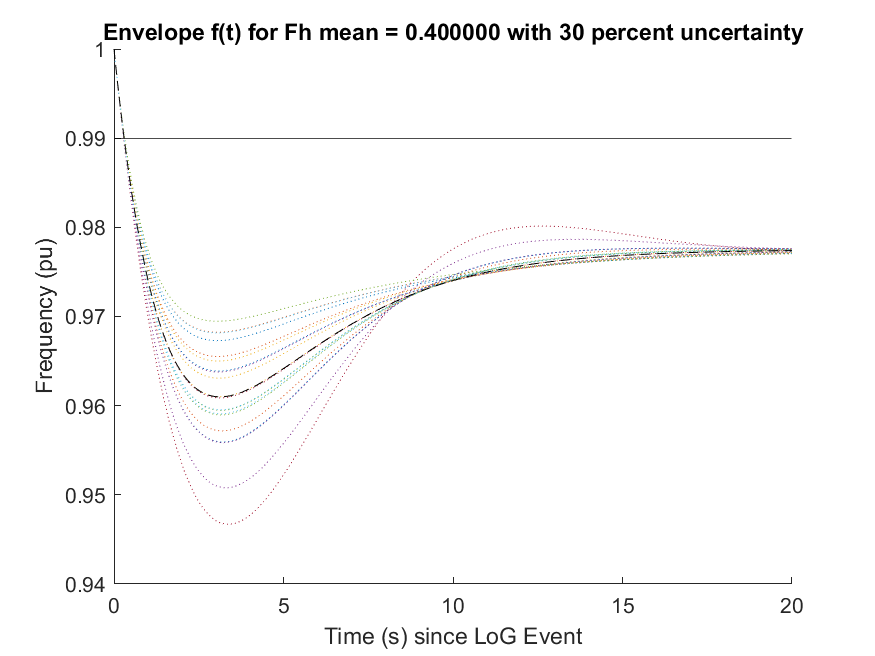 Envelope f(t) for Fh mean = 0.400000 with 30 percent uncertainty
1
0.99
0.98
0.97
0.96
0.95
0.94
Frequency (pu)
0 5 10 15 20
Time (s) since LoG Event